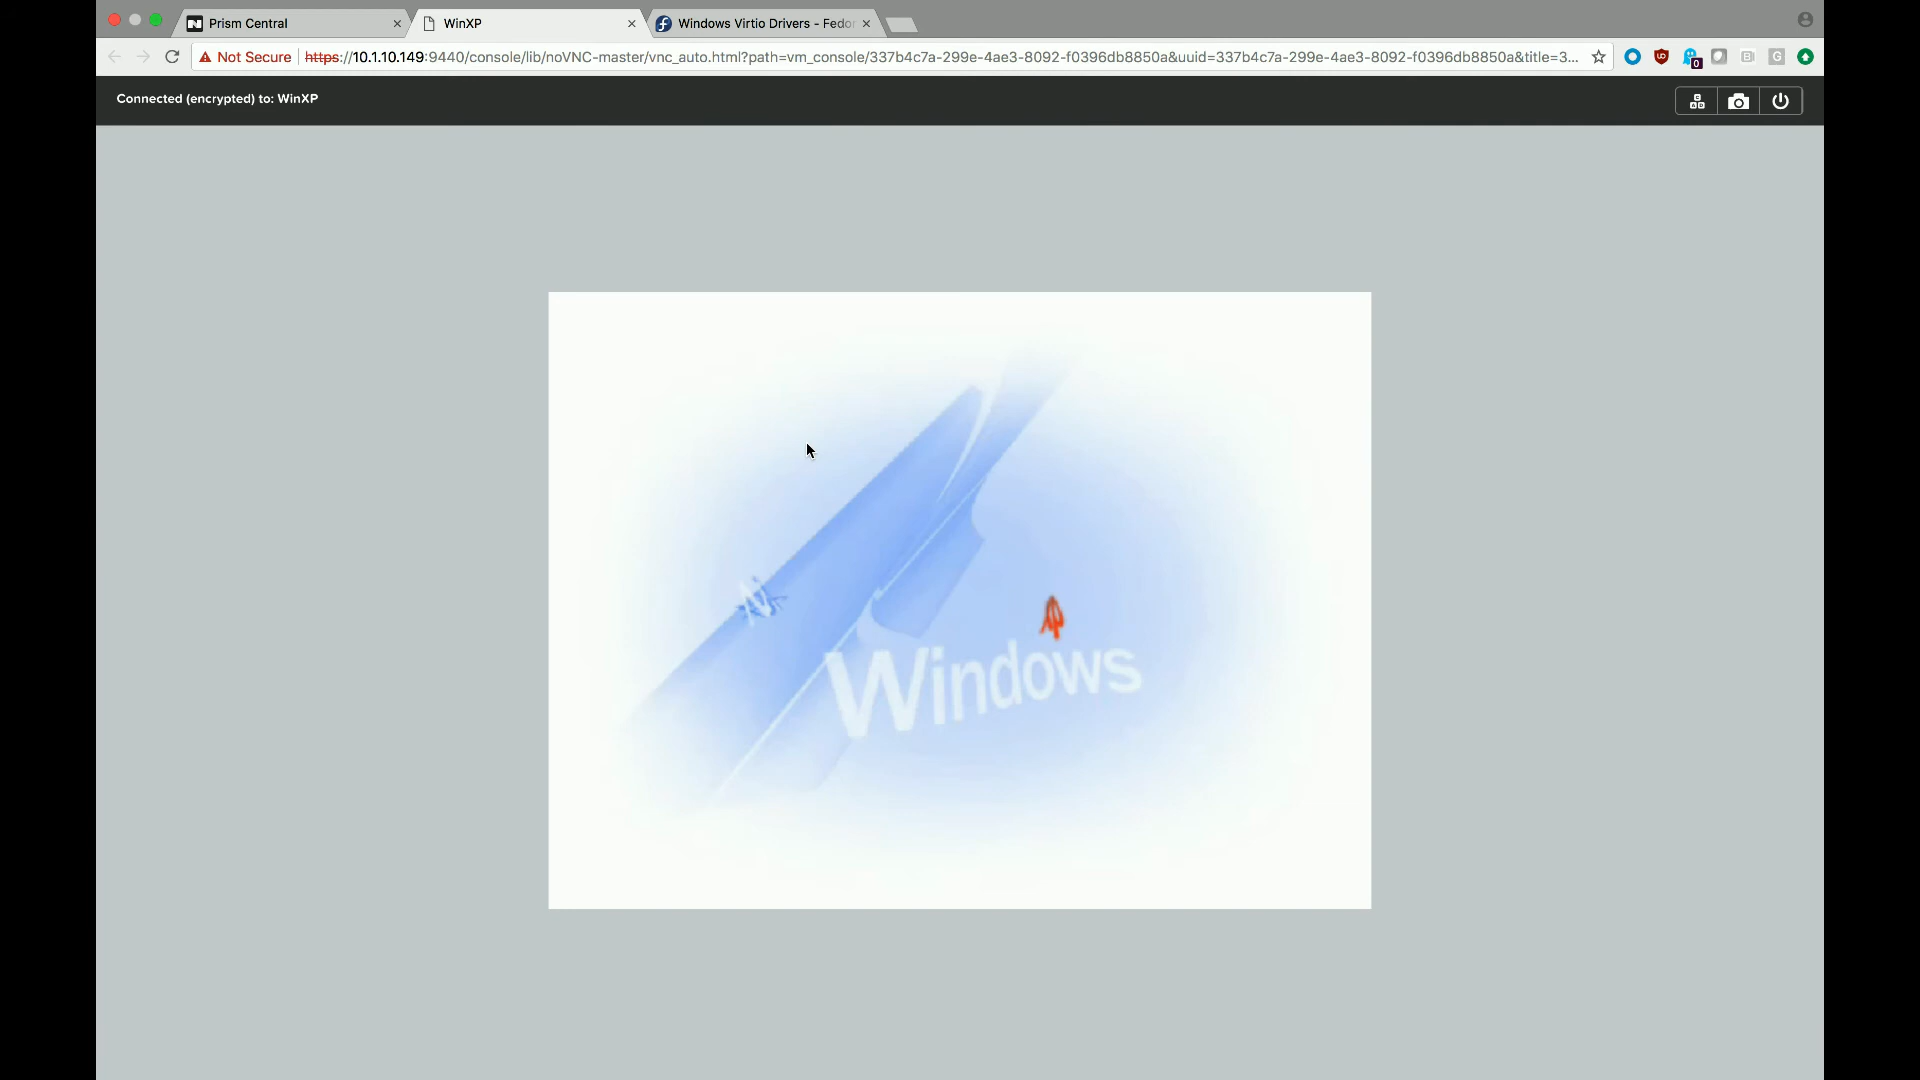 Prism Central
WinXP
Windows Virtio Drivers - Fedor
Not Secure
https://10.1.10.149:9440/console/lib/noVNC-master/vnc_auto.html?path=vm_console/337b4c7a-299e-4ae3-8092-f0396db8850a&uuid=337b4c7a-299e-4ae3-8092-f0396db8850a&title=3...
0
G
Connected (encrypted) to: WinXP
Windows